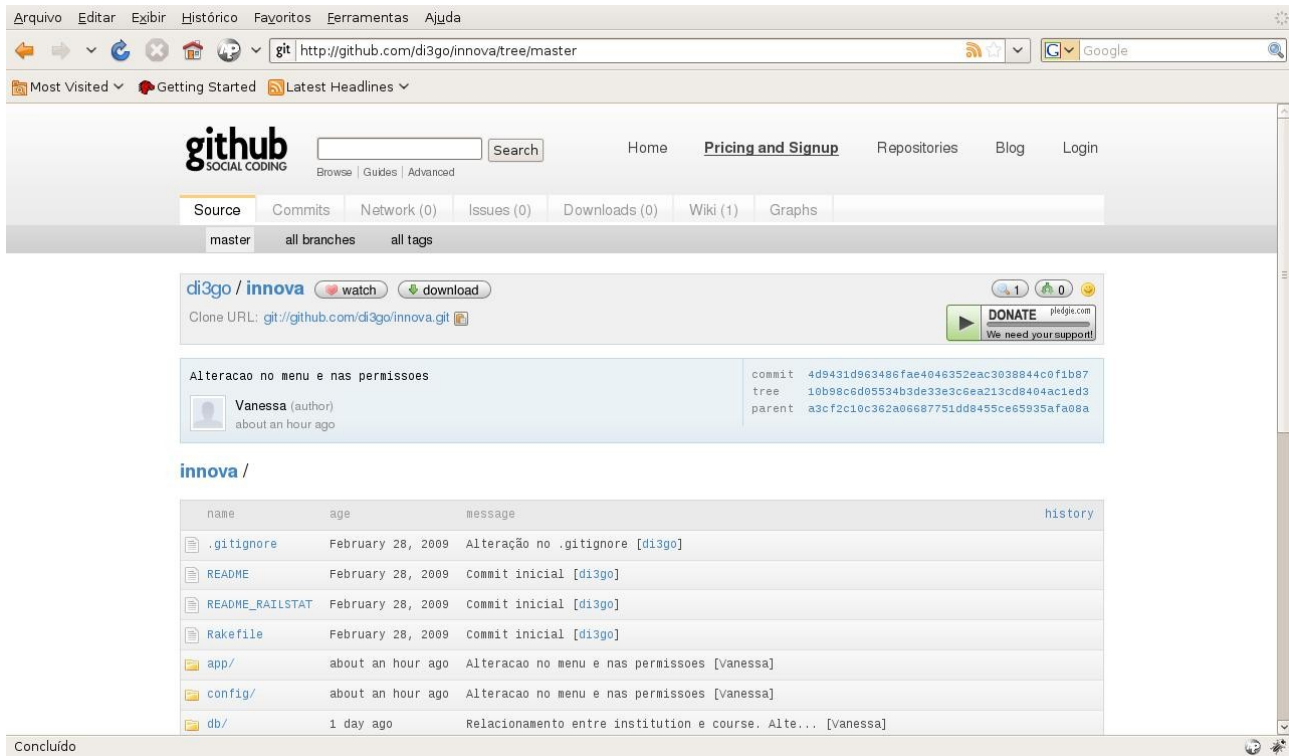 Arquivo Editar Exibir Histórico Favoritos Ferramentas Ajuda
git http://github.com/di3go/innova/tree/master G Google
Most Visited Getting Started Latest Headlines
github
SOCIAL CODING
Search
Browse | Guides | Advanced
Home Pricing and Signup Repositories Blog Login
Source Commits Network (0) Issues (0) Downloads (0) Wiki (1) Graphs
master all branches all tags
di3go / innova watch download 1 0
Clone URL: git://github.com/di3go/innova.git
DONATE pledgie.com
We need your support!
Alteracao no menu e nas permissoes
Vanessa (author)
about an hour ago
commit 4d9431d963486fae4046352eac3038844c0f1b87
tree 10b98c6d05534b3de33e3c6ea213cd8404ac1ed3
parent a3cf2c10c362a06687751dd8455ce65935afa08a
innova /
name age message history
.gitignore February 28, 2009 Alteração no .gitignore [di3go]
README February 28, 2009 Commit inicial [di3go]
README_RAILSTAT February 28, 2009 Commit inicial [di3go]
Rakefile February 28, 2009 Commit inicial [di3go]
app/ about an hour ago Alteracao no menu e nas permissoes [Vanessa]
config/ about an hour ago Alteracao no menu e nas permissoes [Vanessa]
db/ 1 day ago Relacionamento entre institution e course. Alte... [Vanessa]
Concluído